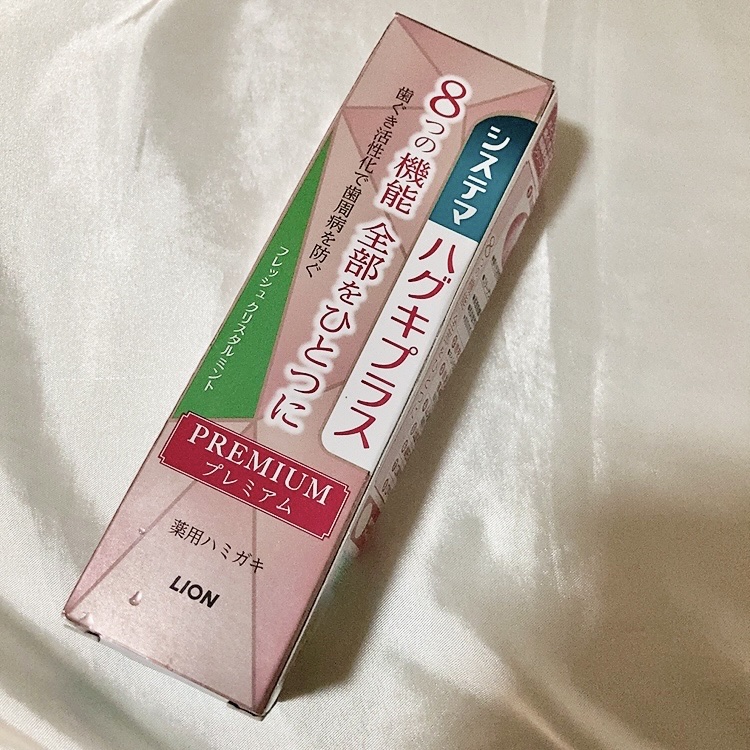 システマ
ハグキプラス
8つの機能 全部をひとつに
歯ぐき活性化で歯周病を防ぐ
フレッシュクリスタルミント
PREMIUM
プレミアム
薬用ハミガキ
LION